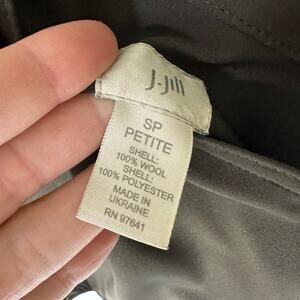 J.Jill
SP
PETITE
SHELL:
100% WOOL
SHELL:
100% POLYESTER
MADE IN
UKRAINE
RN 97641